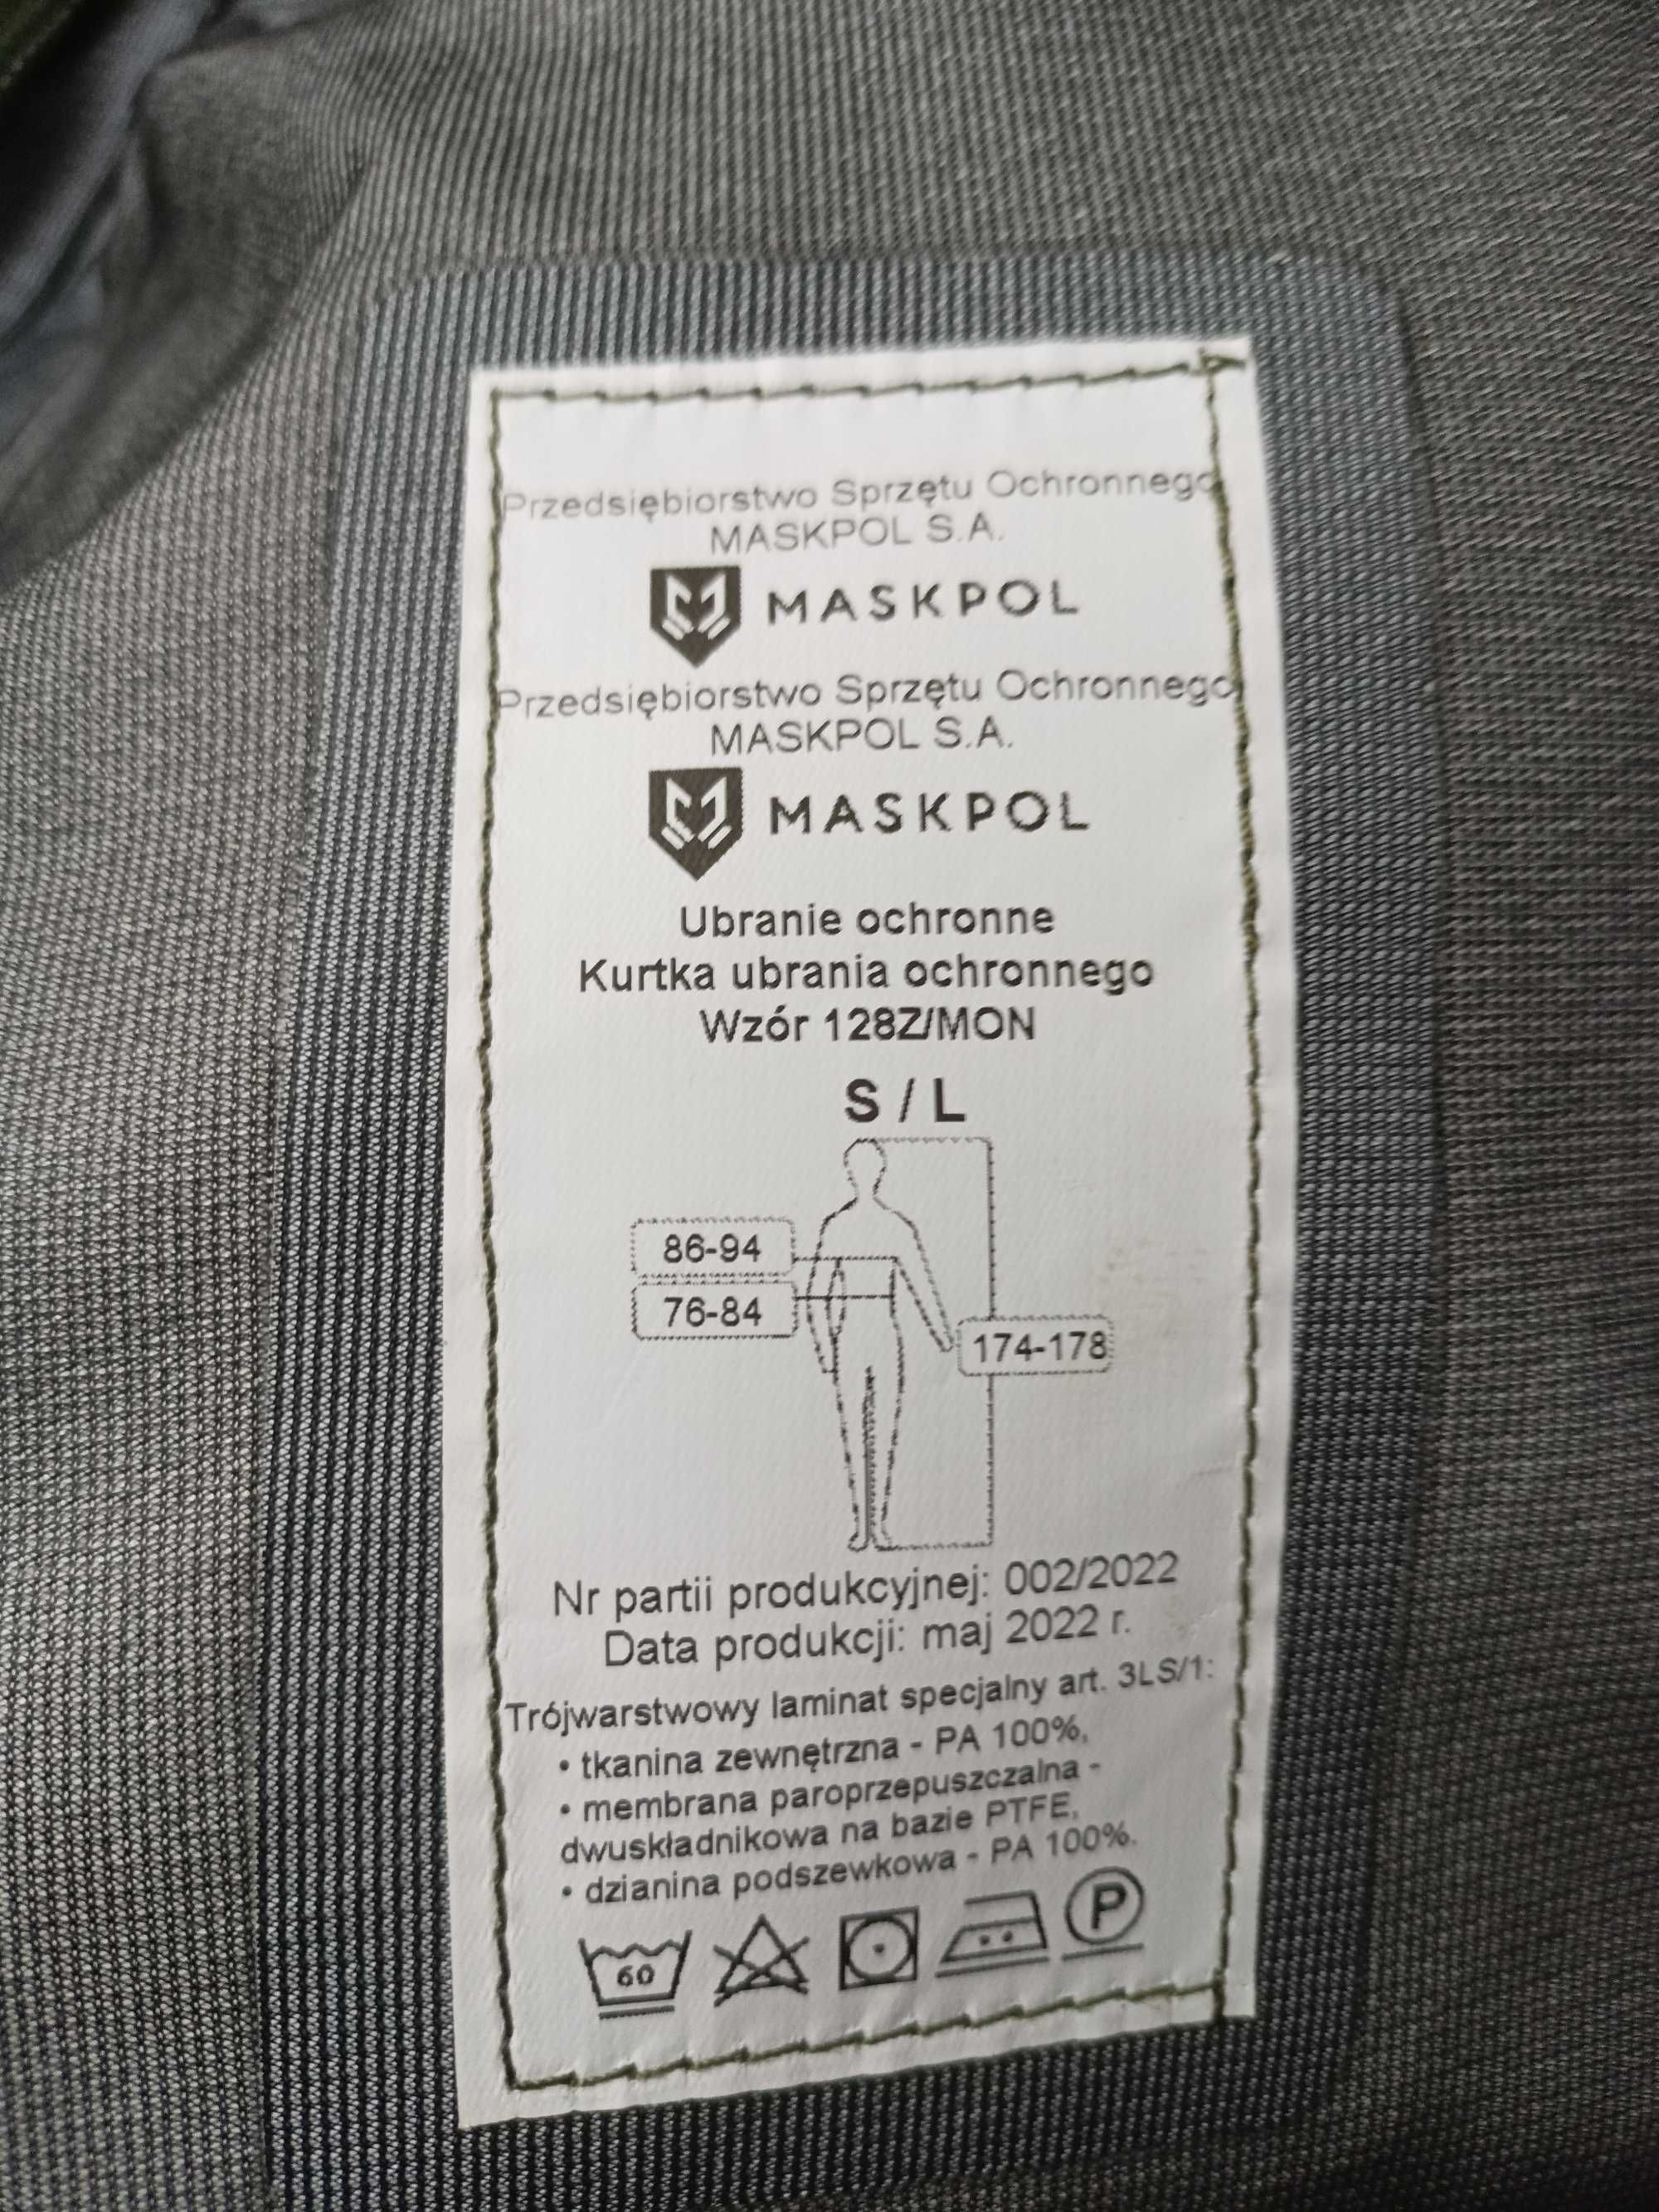 Przedsiębiorstwo Sprzętu Ochronnego
MASKPOL S.A.
MASKPOL
Przedsiębiorstwo Sprzętu Ochronnego
MASKPOL S.A.
MASKPOL
Ubranie ochronne
Kurtka ubrania ochronnego
Wzór 128Z/MON
S / L
86-94
76-84
174-178
Nr partii produkcyjnej: 002/2022
Data produkcji: maj 2022 r.
Trójwarstwowy laminat specjalny art. 3LS/1:
• tkanina zewnętrzna - PA 100%,
• membrana paroprzepuszczalna -
dwuskładnikowa na bazie PTFE,
• dzianina podszewkowa - PA 100%.
60
P